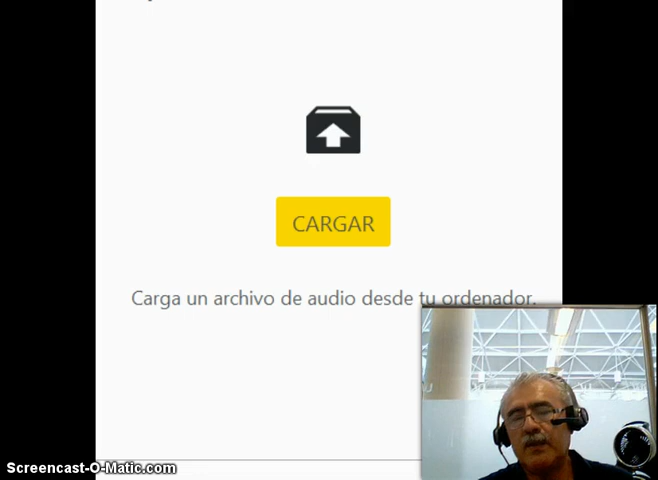 CARGAR
Carga un archivo de audio desde tu ordenador.
Screencast-O-Matic.com